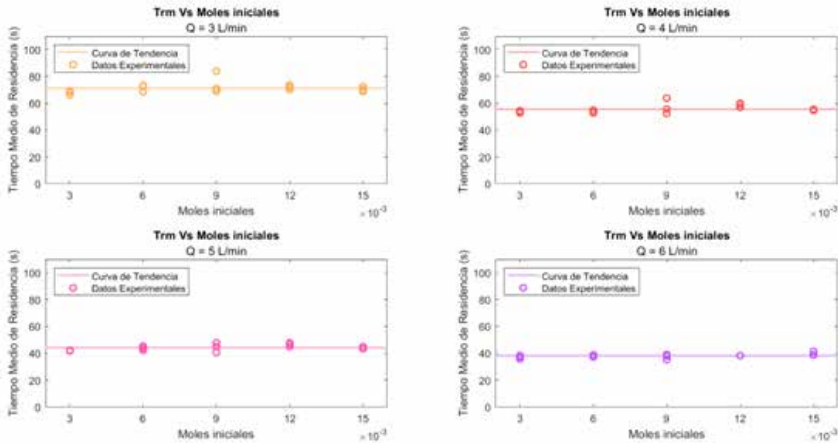 Trm Vs Moles iniciales
Q = 3 L/min
Tiempo Medio de Residencia (s)
100
80
60
40
20
0
Curva de Tendencia
Datos Experimentales
3 6 9 12 15
Moles iniciales
×10-3
Trm Vs Moles iniciales
Q = 4 L/min
Tiempo Medio de Residencia (s)
100
80
60
40
20
0
Curva de Tendencia
Datos Experimentales
3 6 9 12 15
Moles iniciales
×10-3
Trm Vs Moles iniciales
Q = 5 L/min
Tiempo Medio de Residencia (s)
100
80
60
40
20
0
Curva de Tendencia
Datos Experimentales
3 6 9 12 15
Moles iniciales
×10-3
Trm Vs Moles iniciales
Q = 6 L/min
Tiempo Medio de Residencia (s)
100
80
60
40
20
0
Curva de Tendencia
Datos Experimentales
3 6 9 12 15
Moles iniciales
×10-3